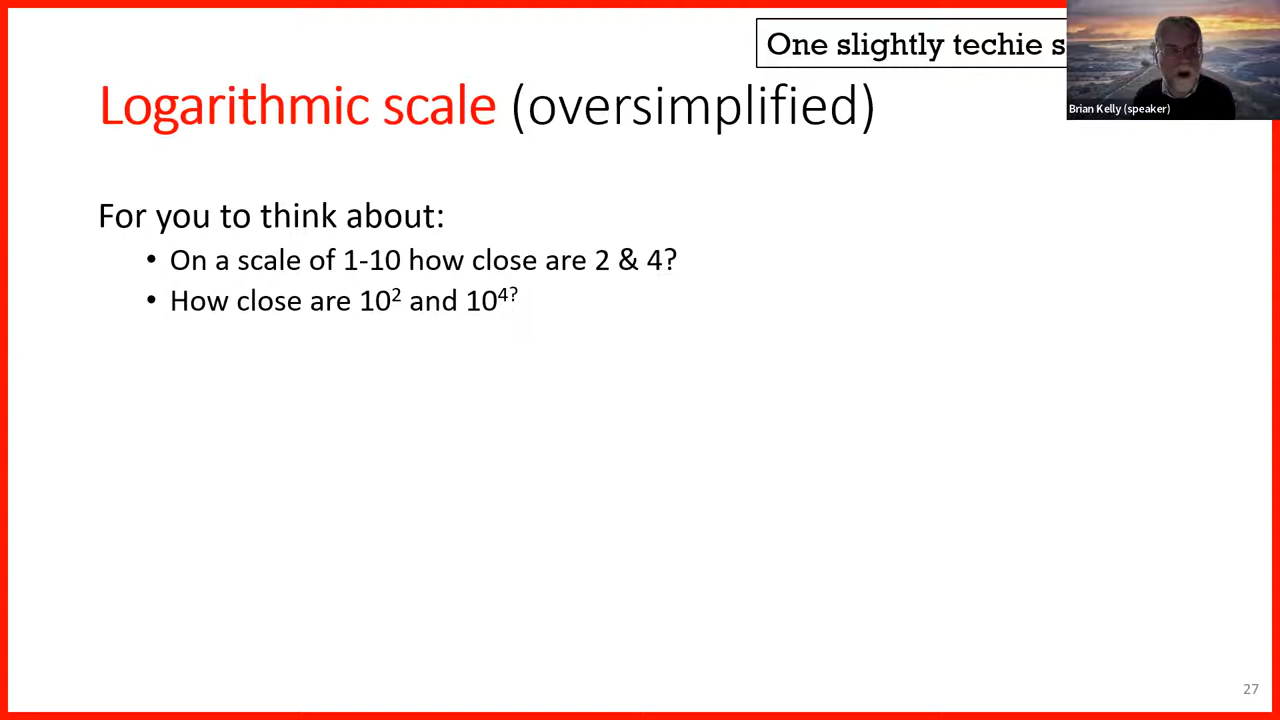 One slightly techie s
Brian Kelly (speaker)
Logarithmic scale (oversimplified)
For you to think about:
• On a scale of 1-10 how close are 2 & 4?
• How close are 10² and 10⁴?
27